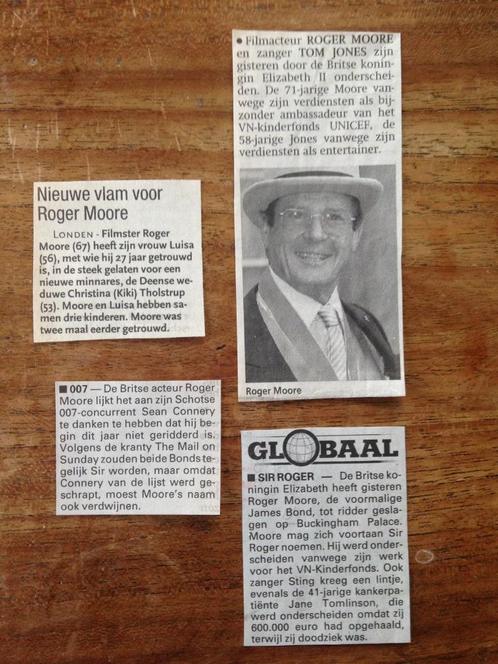 Nieuwe vlam voor
Roger Moore
LONDEN - Filmster Roger
Moore (67) heeft zijn vrouw Luisa
(56), met wie hij 27 jaar getrouwd
is, in de steek gelaten voor een
nieuwe minnares, de Deense we-
duwe Christina (Kiki) Tholstrup
(53). Moore en Luisa hebben sa-
men drie kinderen. Moore was
twee maal eerder getrouwd.
• Filmacteur ROGER MOORE
en zanger TOM JONES zijn
gisteren door de Britse konin-
gin Elizabeth II onderschei-
den. De 71-jarige Moore van-
wege zijn verdiensten als bij-
zonder ambassadeur van het
VN-kinderfonds UNICEF, de
58-jarige Jones vanwege zijn
verdiensten als entertainer.
Roger Moore
■ 007 — De Britse acteur Roger
Moore lijkt het aan zijn Schotse
007-concurrent Sean Connery
te danken te hebben dat hij be-
gin dit jaar niet geridderd is.
Volgens de kranty The Mail on
Sunday zouden beide Bonds te-
gelijk Sir worden, maar omdat
Connery van de lijst werd ge-
schrapt, moest Moore's naam
ook verdwijnen.
GLOBAAL
■ SIR ROGER — De Britse ko-
ningin Elizabeth heeft gisteren
Roger Moore, de voormalige
James Bond, tot ridder gesla-
gen op Buckingham Palace.
Moore mag zich voortaan Sir
Roger noemen. Hij werd onder-
scheiden vanwege zijn werk
voor het VN-Kinderfonds. Ook
zanger Sting kreeg een lintje,
evenals de 41-jarige kankerpa-
tiënte Jane Tomlinson, die
werd onderscheiden omdat zij
600.000 euro had opgehaald,
terwijl zij doodziek was.